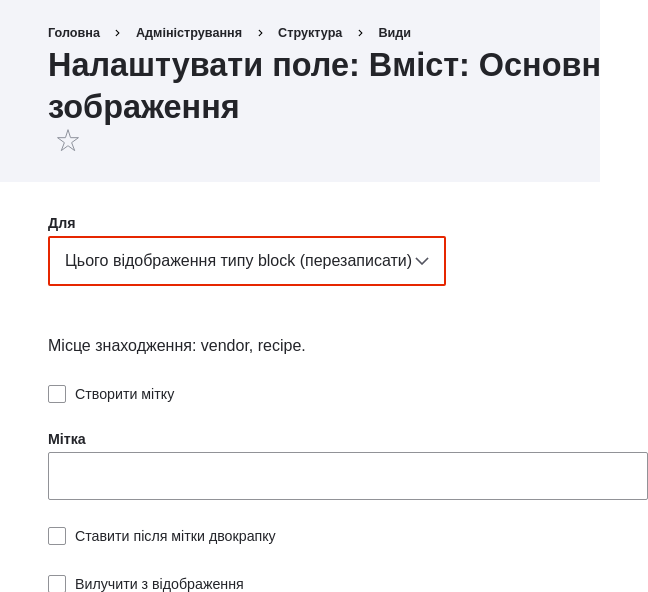 Головна › Адміністрування › Структура › Види
Налаштувати поле: Вміст: Основн
зображення
Для
Цього відображення типу block (перезаписати)
Місце знаходження: vendor, recipe.
Створити мітку
Мітка
Ставити після мітки двокрапку
Вилучити з відображення